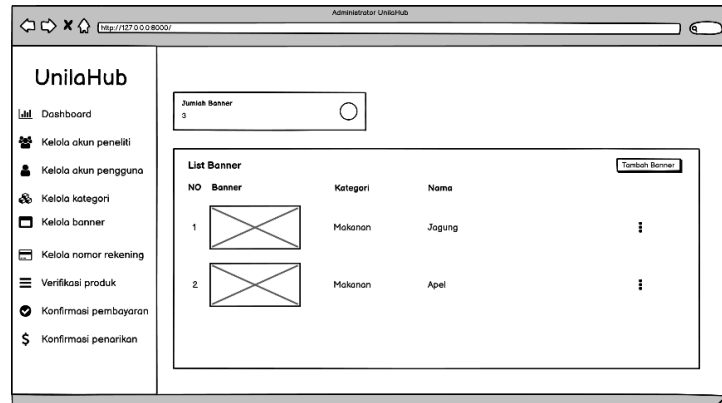 Administrator UnilaHub
http://127.0.0.0:8000/
UnilaHub
Dashboard
Kelola akun peneliti
Kelola akun pengguna
Kelola kategori
Kelola banner
Kelola nomor rekening
Verifikasi produk
Konfirmasi pembayaran
Konfirmasi penarikan
Jumlah Banner
3
List Banner
Tambah Banner
NO Banner Kategori Nama
1 Makanan Jagung
2 Makanan Apel